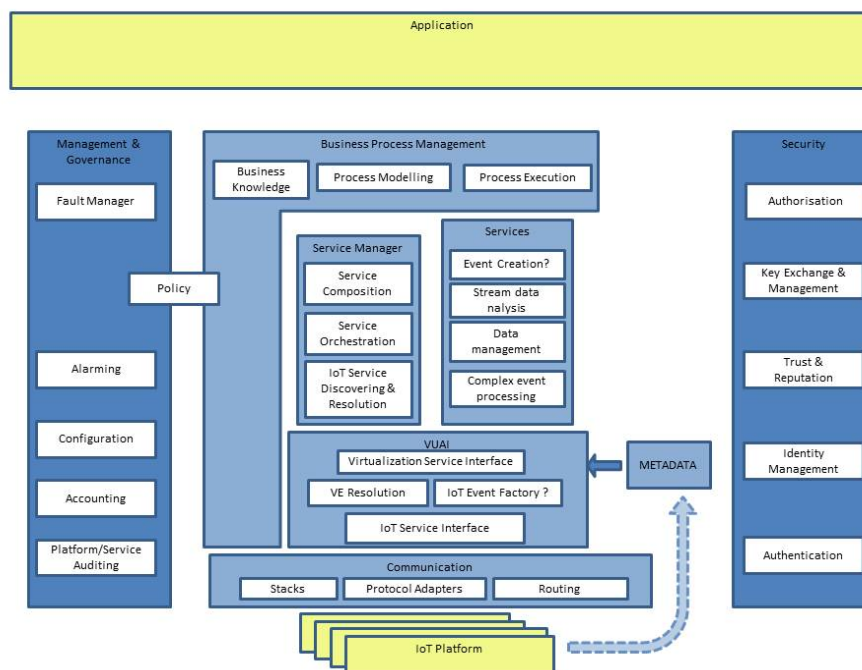 Application
Management &
Governance
Fault Manager
Policy
Alarming
Configuration
Accounting
Platform/Service
Auditing
Business Process Management
Business
Knowledge
Process Modelling
Process Execution
Service Manager
Service
Composition
Service
Orchestration
IoT Service
Discovering &
Resolution
Services
Event Creation?
Stream data
nalysis
Data
management
Complex event
processing
VUAI
Virtualization Service Interface
VE Resolution
IoT Event Factory ?
IoT Service Interface
METADATA
Communication
Stacks
Protocol Adapters
Routing
IoT Platform
Security
Authorisation
Key Exchange &
Management
Trust &
Reputation
Identity
Management
Authentication